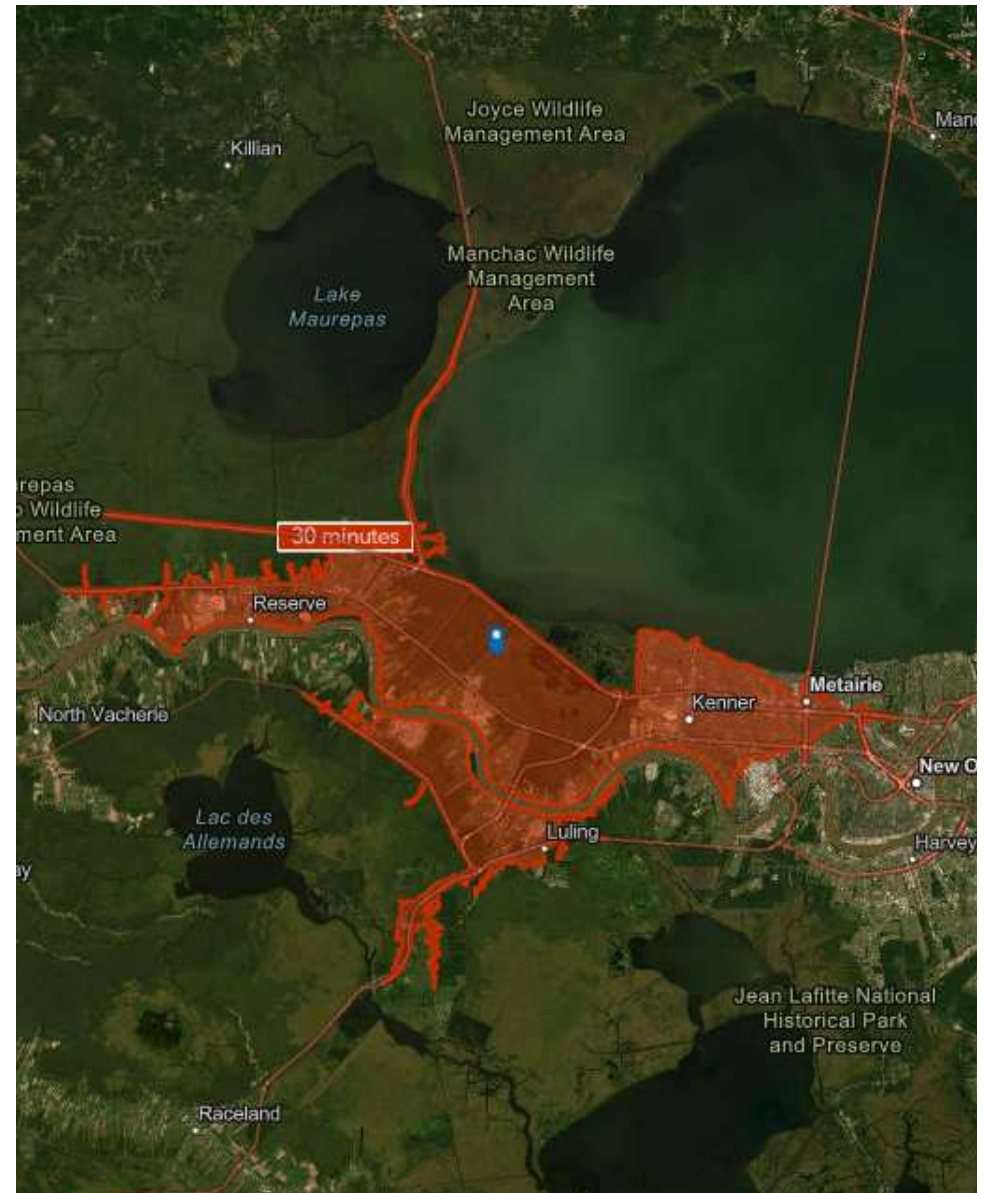 Joyce Wildlife
Management Area
Killian
Mand
Manchac Wildlife
Management
Area
Lake
Maurepas
repas
Wildlife
ment Area
30 minutes
Reserve
Metairie
Kenner
North Vacherie
New O
Lac des
Allemands
Luling
Harvey
ay
Jean Lafitte National
Historical Park
and Preserve
Raceland